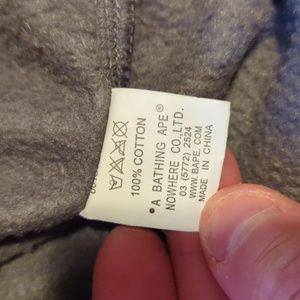 100% COTTON
• A BATHING APE®
NOWHERE CO.,LTD.
03 (5772) 2524
WWW.BAPE.COM
MADE IN CHINA